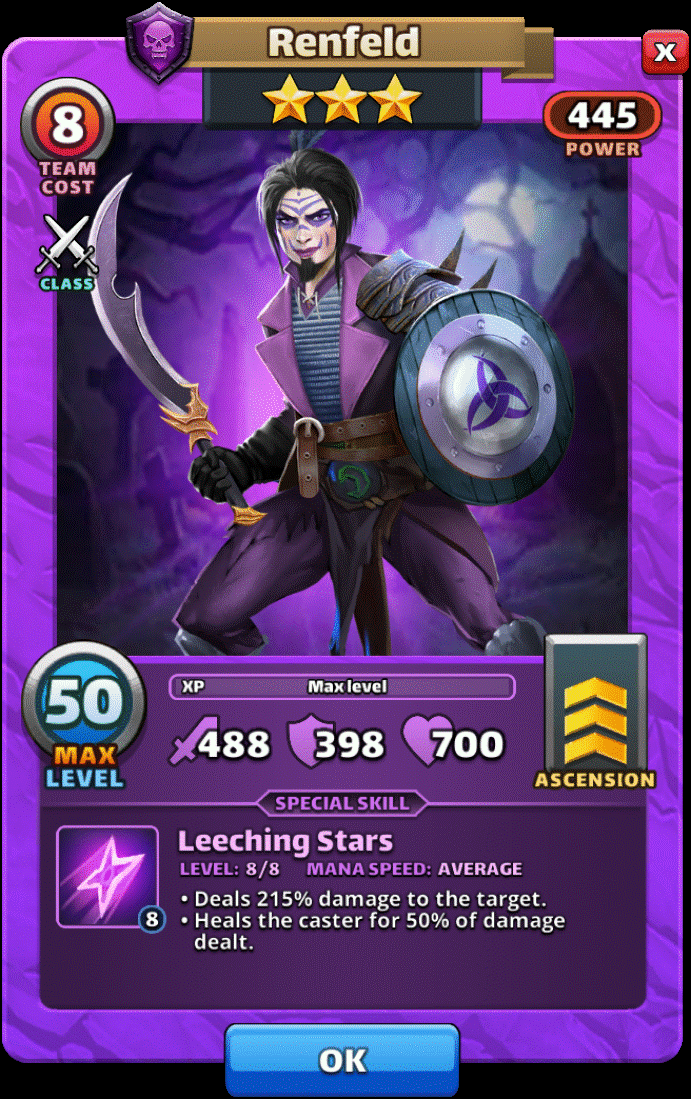 Renfeld
X
8
TEAM
COST
445
POWER
CLASS
50
MAX
LEVEL
XP Max level
488 398 700
ASCENSION
SPECIAL SKILL
Leeching Stars
LEVEL: 8/8 MANA SPEED: AVERAGE
8
• Deals 215% damage to the target.
• Heals the caster for 50% of damage
dealt.
OK